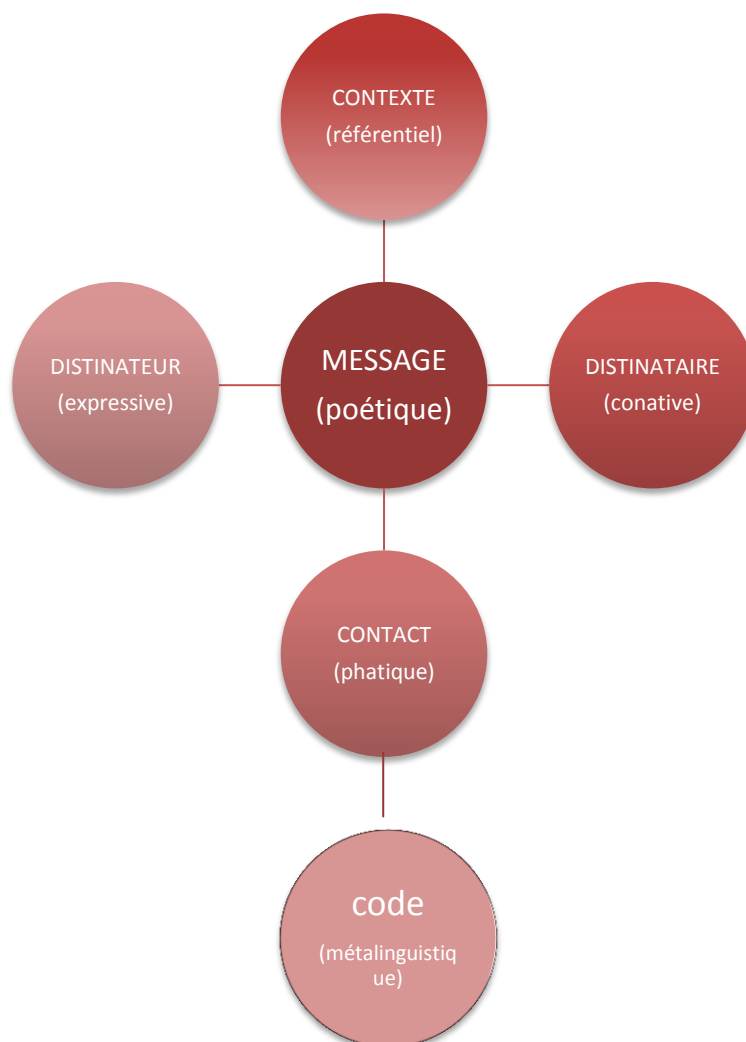 CONTEXTE
(référentiel)
DISTINATEUR
(expressive)
MESSAGE
(poétique)
DISTINATAIRE
(conative)
CONTACT
(phatique)
code
(métalinguistiq
ue)